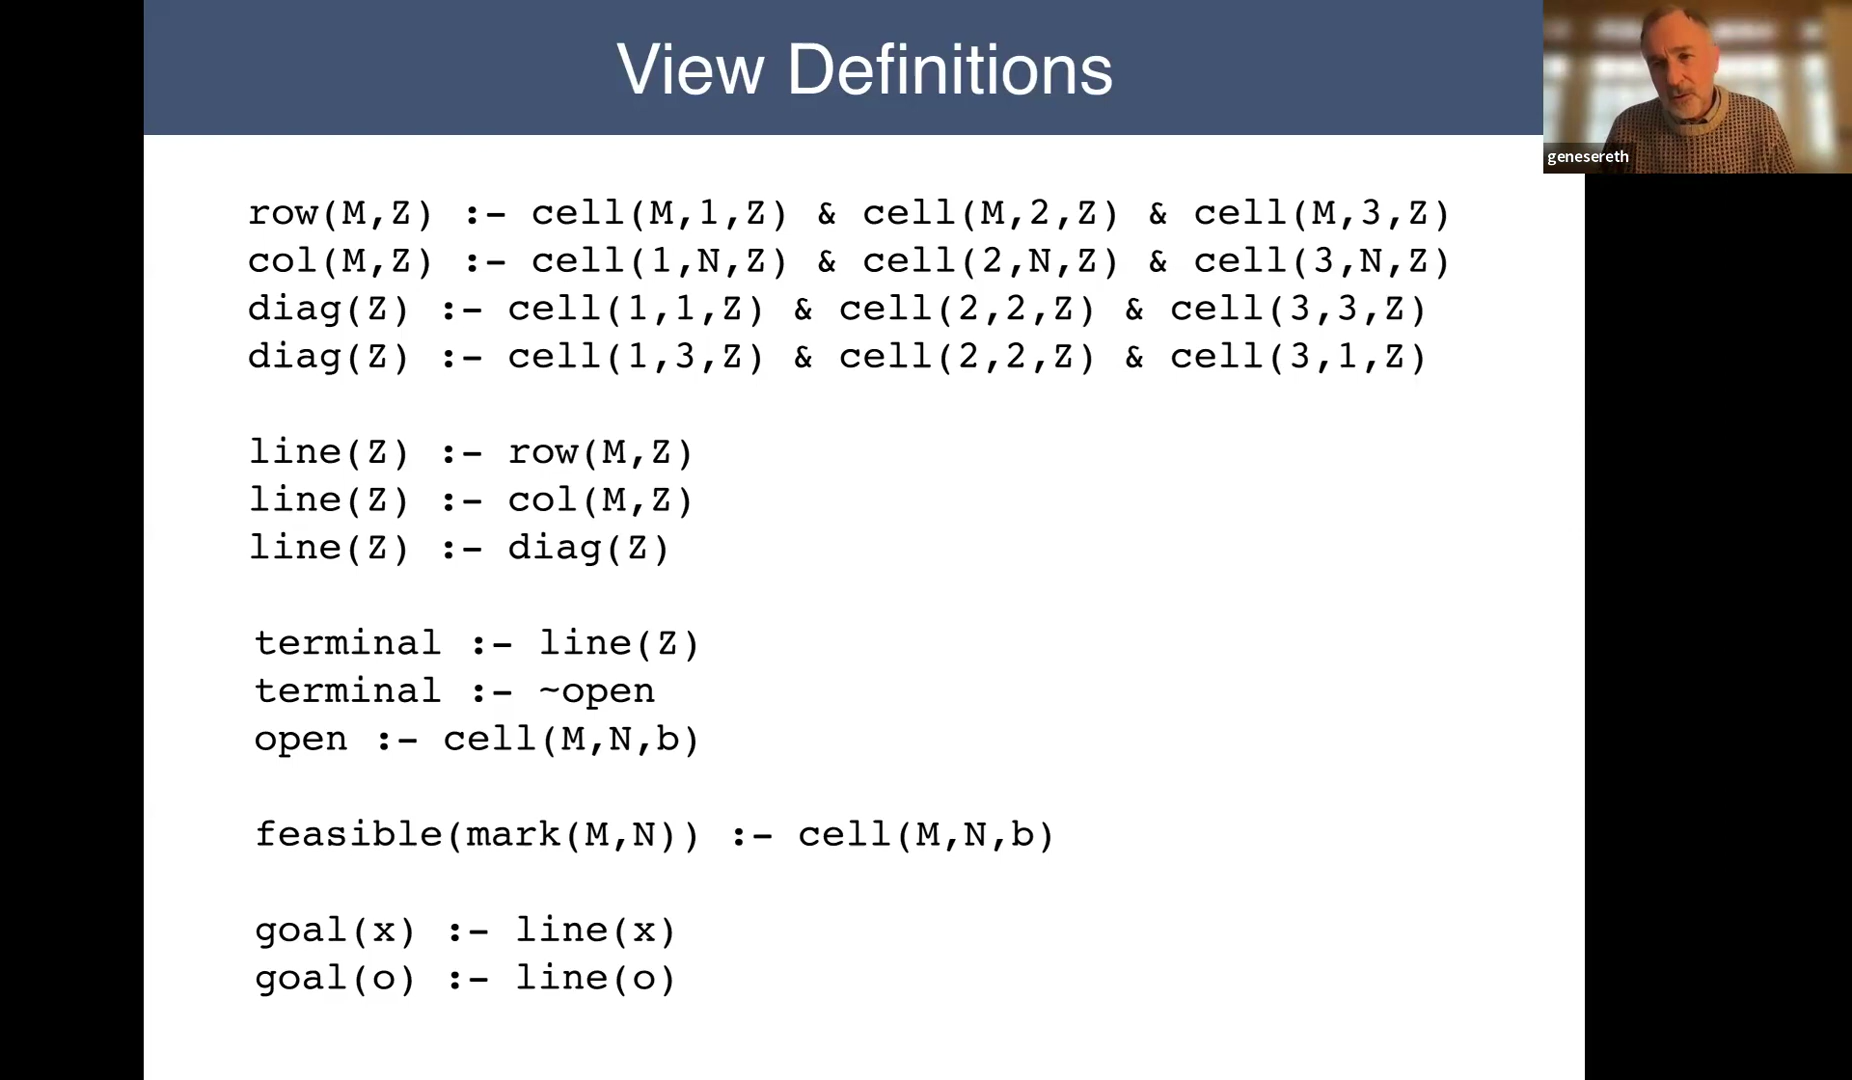 View Definitions
genesereth
row(M,Z) :- cell(M,1,Z) & cell(M,2,Z) & cell(M,3,Z)
col(M,Z) :- cell(1,N,Z) & cell(2,N,Z) & cell(3,N,Z)
diag(Z) :- cell(1,1,Z) & cell(2,2,Z) & cell(3,3,Z)
diag(Z) :- cell(1,3,Z) & cell(2,2,Z) & cell(3,1,Z)
line(Z) :- row(M,Z)
line(Z) :- col(M,Z)
line(Z) :- diag(Z)
terminal :- line(Z)
terminal :- ~open
open :- cell(M,N,b)
feasible(mark(M,N)) :- cell(M,N,b)
goal(x) :- line(x)
goal(o) :- line(o)